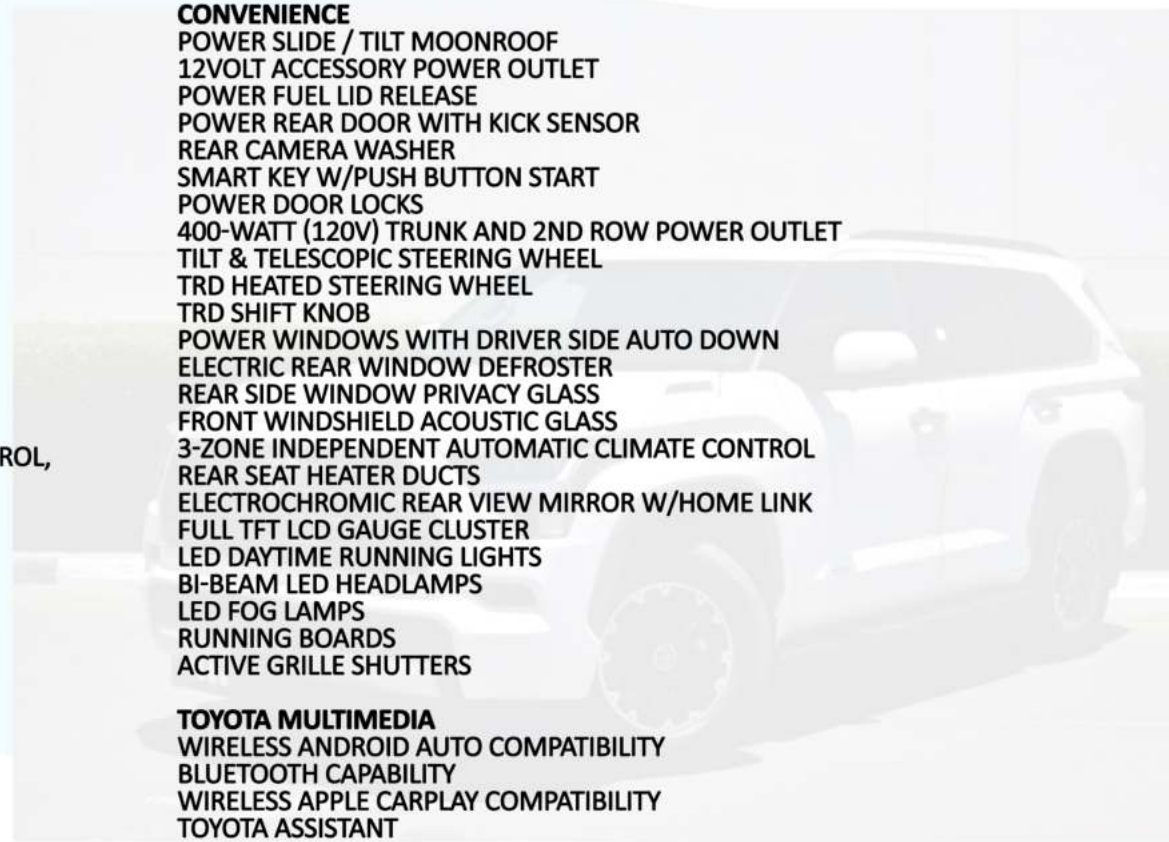 CONVENIENCE
POWER SLIDE / TILT MOONROOF
12VOLT ACCESSORY POWER OUTLET
POWER FUEL LID RELEASE
POWER REAR DOOR WITH KICK SENSOR
REAR CAMERA WASHER
SMART KEY W/PUSH BUTTON START
POWER DOOR LOCKS
400-WATT (120V) TRUNK AND 2ND ROW POWER OUTLET
TILT & TELESCOPIC STEERING WHEEL
TRD HEATED STEERING WHEEL
TRD SHIFT KNOB
POWER WINDOWS WITH DRIVER SIDE AUTO DOWN
ELECTRIC REAR WINDOW DEFROSTER
REAR SIDE WINDOW PRIVACY GLASS
FRONT WINDSHIELD ACOUSTIC GLASS
3-ZONE INDEPENDENT AUTOMATIC CLIMATE CONTROL
ROL,
REAR SEAT HEATER DUCTS
ELECTROCHROMIC REAR VIEW MIRROR W/HOME LINK
FULL TFT LCD GAUGE CLUSTER
LED DAYTIME RUNNING LIGHTS
BI-BEAM LED HEADLAMPS
LED FOG LAMPS
RUNNING BOARDS
ACTIVE GRILLE SHUTTERS
TOYOTA MULTIMEDIA
WIRELESS ANDROID AUTO COMPATIBILITY
BLUETOOTH CAPABILITY
WIRELESS APPLE CARPLAY COMPATIBILITY
TOYOTA ASSISTANT